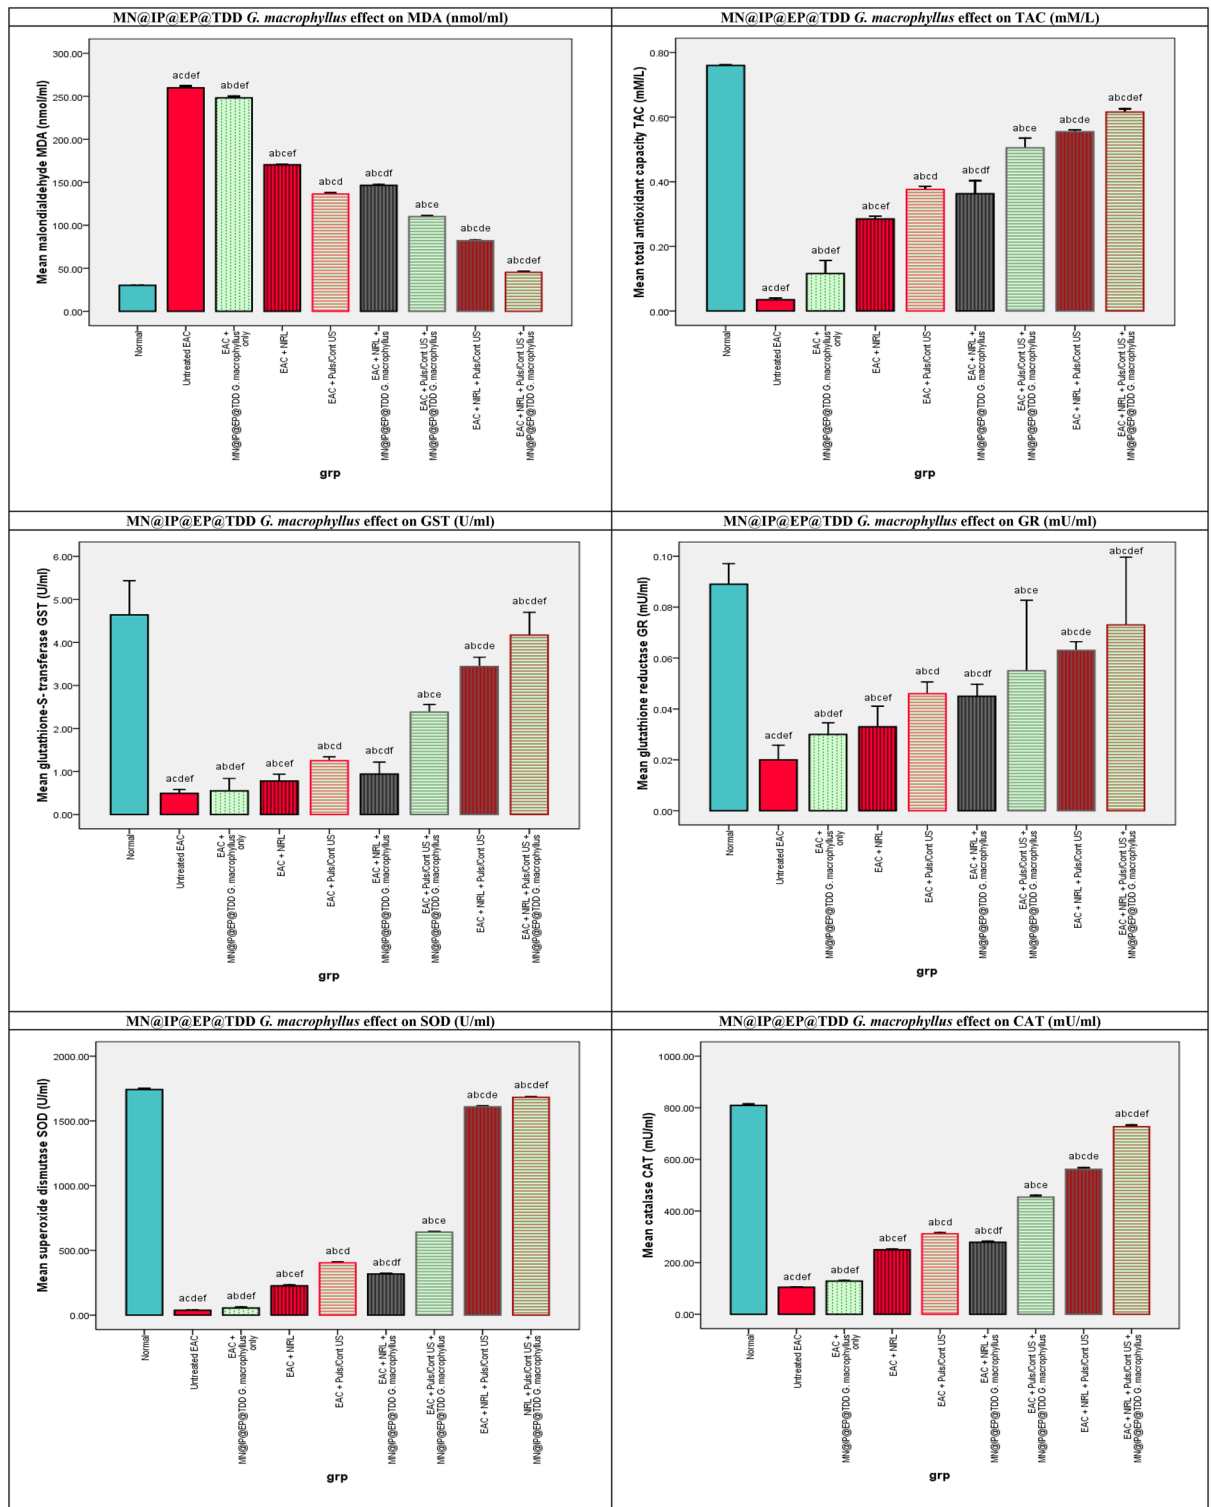 MN@IP@EP@TDD G. macrophyllus effect on MDA (nmol/ml)
Mean malondialdehyde MDA (nmol/ml)
300.00
250.00
200.00
150.00
100.00
50.00
0.00
acdef
abdef
abcef
abcd
abcdf
abce
abcde
abcdef
Normal
Untreated EAC
EAC +
MN@IP@EP@TDD G. macrophyllus
only
EAC + NIRL
EAC + Puls/Cont US
EAC + NIRL +
MN@IP@EP@TDD G. macrophyllus
EAC + Puls/Cont US +
MN@IP@EP@TDD G. macrophyllus
EAC + NIRL + Puls/Cont US
EAC + NIRL + Puls/Cont US +
MN@IP@EP@TDD G. macrophyllus
grp
MN@IP@EP@TDD G. macrophyllus effect on TAC (mM/L)
Mean total antioxidant capacity TAC (mM/L)
0.80
0.60
0.40
0.20
0.00
acdef
abdef
abcef
abcd
abcdf
abce
abcde
abcdef
Normal
Untreated EAC
EAC +
MN@IP@EP@TDD G. macrophyllus
only
EAC + NIRL
EAC + Puls/Cont US
EAC + NIRL +
MN@IP@EP@TDD G. macrophyllus
EAC + Puls/Cont US +
MN@IP@EP@TDD G. macrophyllus
EAC + NIRL + Puls/Cont US
EAC + NIRL + Puls/Cont US +
MN@IP@EP@TDD G. macrophyllus
grp
MN@IP@EP@TDD G. macrophyllus effect on GST (U/ml)
Mean glutathione-S- transferase GST (U/ml)
6.00
5.00
4.00
3.00
2.00
1.00
0.00
acdef
abdef
abcef
abcd
abcdf
abce
abcde
abcdef
Normal
Untreated EAC
EAC +
MN@IP@EP@TDD G. macrophyllus
only
EAC + NIRL
EAC + Puls/Cont US
EAC + NIRL +
MN@IP@EP@TDD G. macrophyllus
EAC + Puls/Cont US +
MN@IP@EP@TDD G. macrophyllus
EAC + NIRL + Puls/Cont US
EAC + NIRL + Puls/Cont US +
MN@IP@EP@TDD G. macrophyllus
grp
MN@IP@EP@TDD G. macrophyllus effect on GR (mU/ml)
Mean glutathione reductase GR (mU/ml)
0.10
0.08
0.06
0.04
0.02
0.00
acdef
abdef
abcef
abcd
abcdf
abce
abcde
abcdef
Normal
Untreated EAC
EAC +
MN@IP@EP@TDD G. macrophyllus
only
EAC + NIRL
EAC + Puls/Cont US
EAC + NIRL +
MN@IP@EP@TDD G. macrophyllus
EAC + Puls/Cont US +
MN@IP@EP@TDD G. macrophyllus
EAC + NIRL + Puls/Cont US
EAC + NIRL + Puls/Cont US +
MN@IP@EP@TDD G. macrophyllus
grp
MN@IP@EP@TDD G. macrophyllus effect on SOD (U/ml)
Mean superoxide dismutase SOD (U/ml)
2000.00
1500.00
1000.00
500.00
0.00
acdef
abdef
abcef
abcd
abcdf
abce
abcde
abcdef
Normal
Untreated EAC
EAC +
MN@IP@EP@TDD G. macrophyllus
only
EAC + NIRL
EAC + Puls/Cont US
EAC + NIRL +
MN@IP@EP@TDD G. macrophyllus
EAC + Puls/Cont US +
MN@IP@EP@TDD G. macrophyllus
EAC + NIRL + Puls/Cont US
NIRL + Puls/Cont US +
MN@IP@EP@TDD G. macrophyllus
grp
MN@IP@EP@TDD G. macrophyllus effect on CAT (mU/ml)
Mean catalase CAT (mU/ml)
1000.00
800.00
600.00
400.00
200.00
0.00
acdef
abdef
abcef
abcd
abcdf
abce
abcde
abcdef
Normal
Untreated EAC
EAC +
MN@IP@EP@TDD G. macrophyllus
only
EAC + NIRL
EAC + Puls/Cont US
EAC + NIRL +
MN@IP@EP@TDD G. macrophyllus
EAC + Puls/Cont US +
MN@IP@EP@TDD G. macrophyllus
EAC + NIRL + Puls/Cont US
EAC + NIRL + Puls/Cont US +
MN@IP@EP@TDD G. macrophyllus
grp